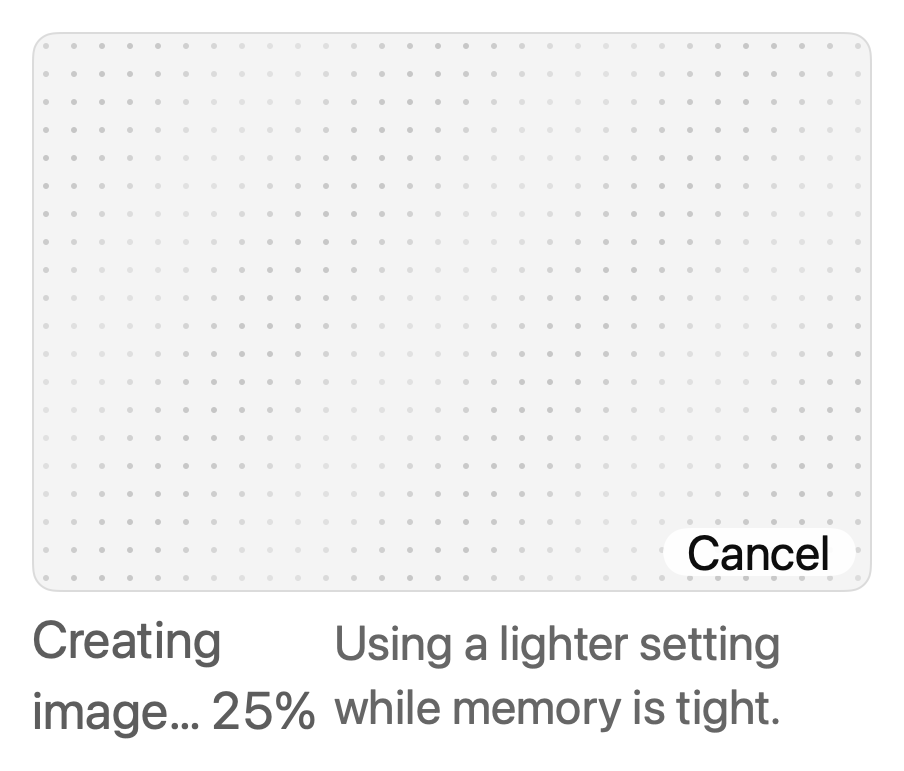 Cancel
Creating
image... 25%
Using a lighter setting
while memory is tight.